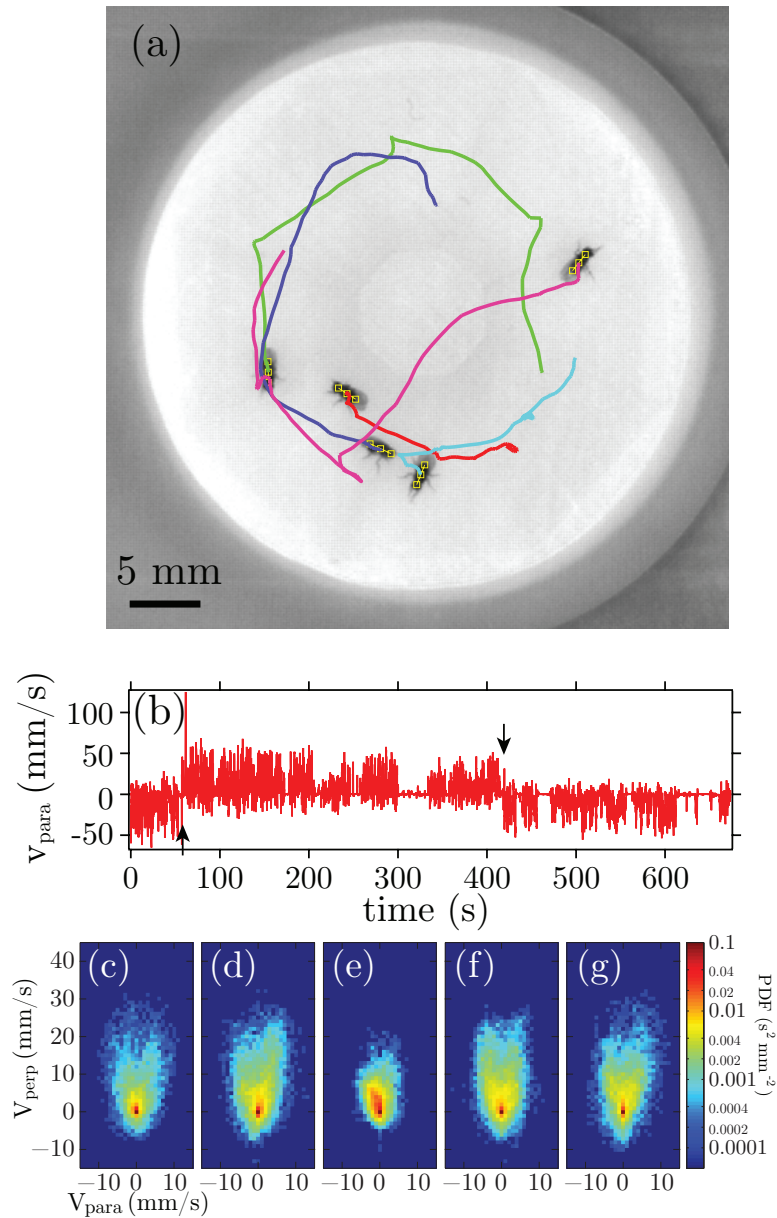 (a)
5 mm
(b)
v_para (mm/s)
100
50
0
-50
0 100 200 300 400 500 600
time (s)
(c) (d) (e) (f) (g)
V_perp (mm/s)
40
30
20
10
0
−10
−10 0 10 −10 0 10 −10 0 10 −10 0 10 −10 0 10
V_para (mm/s)
0.1
0.04
0.02
0.01
0.004
0.002
0.001
0.0004
0.0002
0.0001
PDF (s² mm⁻²)